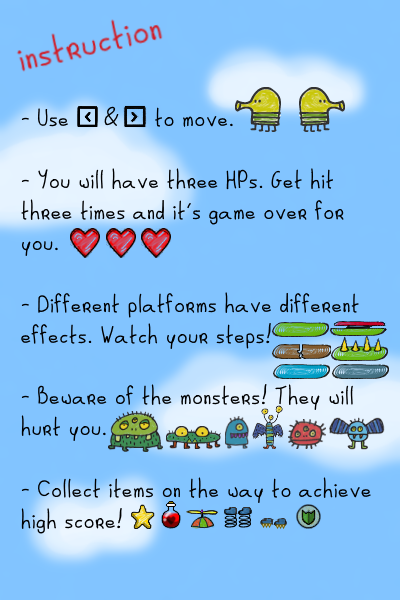 instruction
- Use < & > to move.
- You will have three HPs. Get hit
three times and it's game over for
you.
- Different platforms have different
effects. Watch your steps!
- Beware of the monsters! They will
hurt you.
- Collect items on the way to achieve
high score!